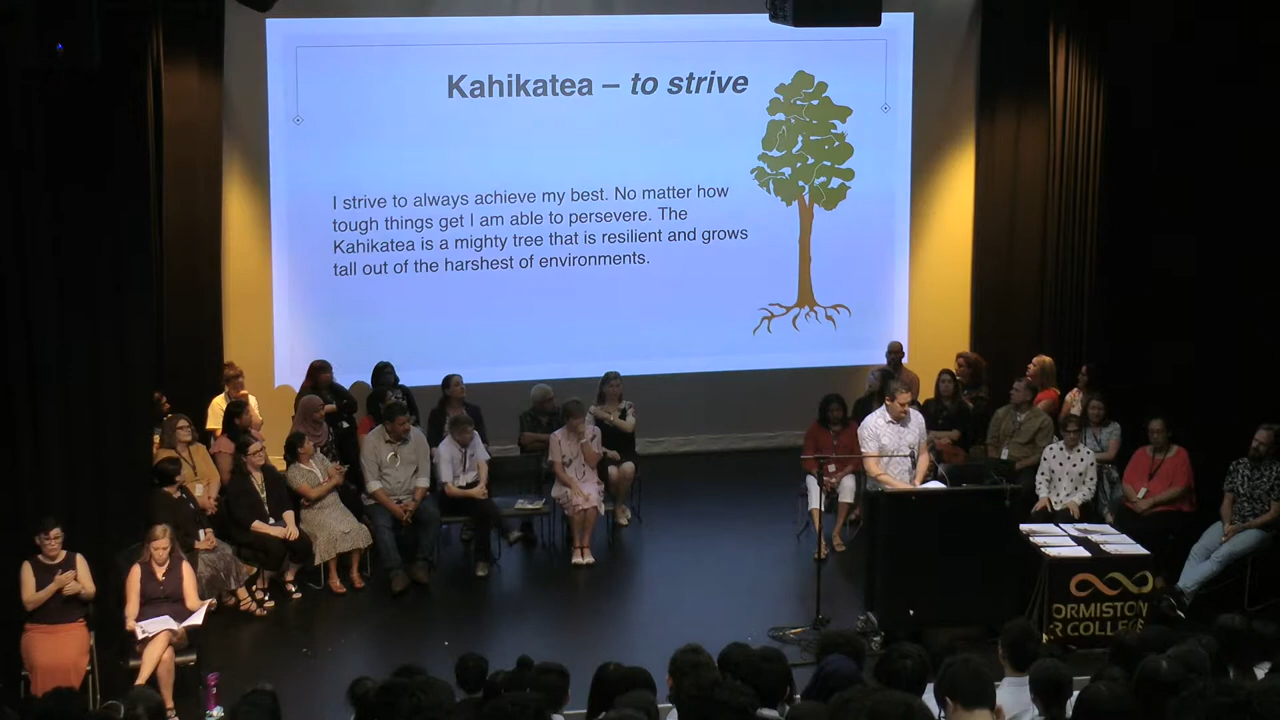 Kahikatea – to strive
I strive to always achieve my best. No matter how
tough things get I am able to persevere. The
Kahikatea is a mighty tree that is resilient and grows
tall out of the harshest of environments.
ORMISTON
R COLLEGE